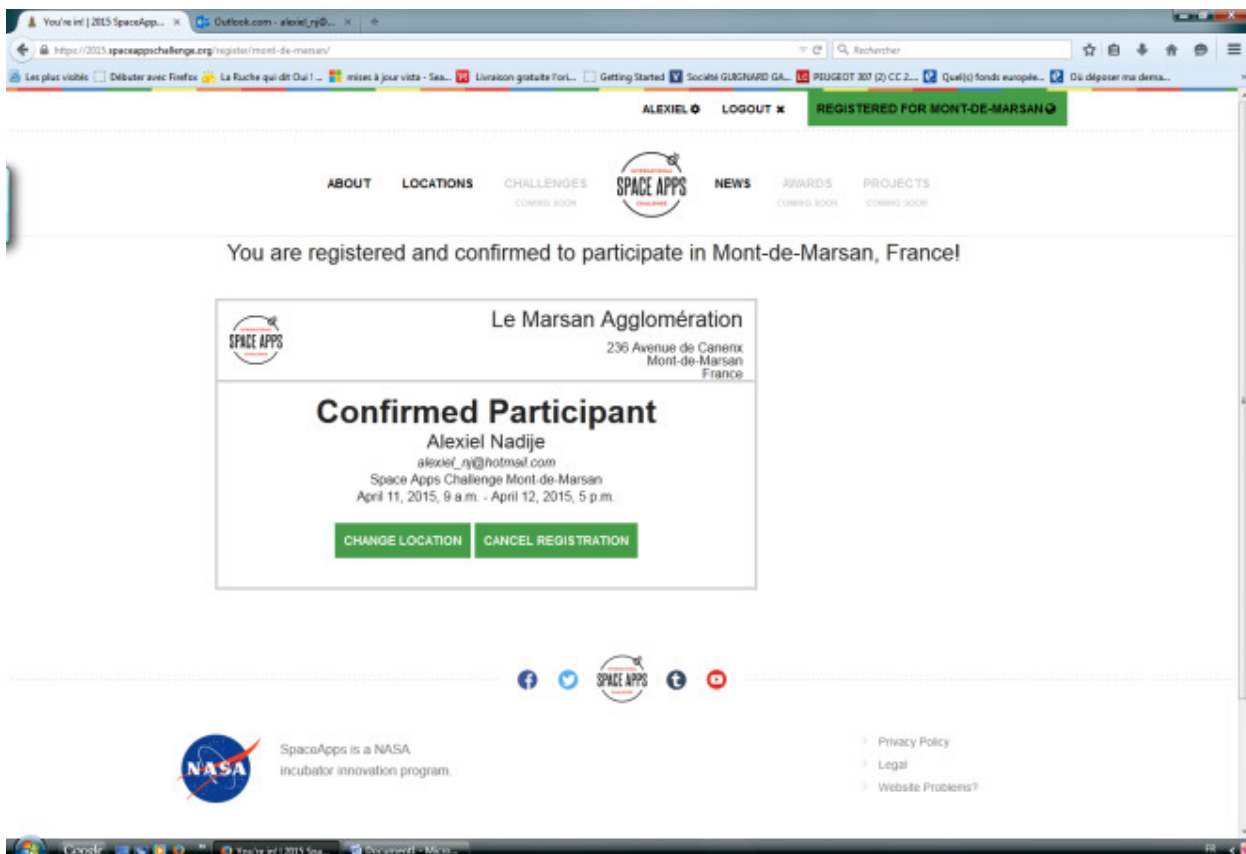 You're in! | 2015 SpaceApp...
Outlook.com - alexiel_nj@...
https://2015.spaceappschallenge.org/register/mont-de-marsan/
Rechercher
Les plus visités Débuter avec Firefox La Ruche qui dit Oui ! ... mises à jour vista - Sea... Livraison gratuite l'ori... Getting Started Société GUIGNARD GA... PEUGEOT 307 (2) CC 2.... Quel(s) fonds europée... Où déposer ma dema...
ALEXIEL LOGOUT REGISTERED FOR MONT-DE-MARSAN
ABOUT LOCATIONS CHALLENGES INTERNATIONAL SPACE APPS CHALLENGE NEWS AWARDS PROJECTS
COMING SOON COMING SOON COMING SOON
You are registered and confirmed to participate in Mont-de-Marsan, France!
SPACE APPS
Le Marsan Agglomération
236 Avenue de Canenx
Mont-de-Marsan
France
Confirmed Participant
Alexiel Nadije
alexiel_nj@hotmail.com
Space Apps Challenge Mont-de-Marsan
April 11, 2015, 9 a.m. - April 12, 2015, 5 p.m.
CHANGE LOCATION CANCEL REGISTRATION
SPACE APPS
NASA
SpaceApps is a NASA
incubator innovation program.
Privacy Policy
Legal
Website Problems?
Google You're in! | 2015 Spa... Document1 - Micro... FR